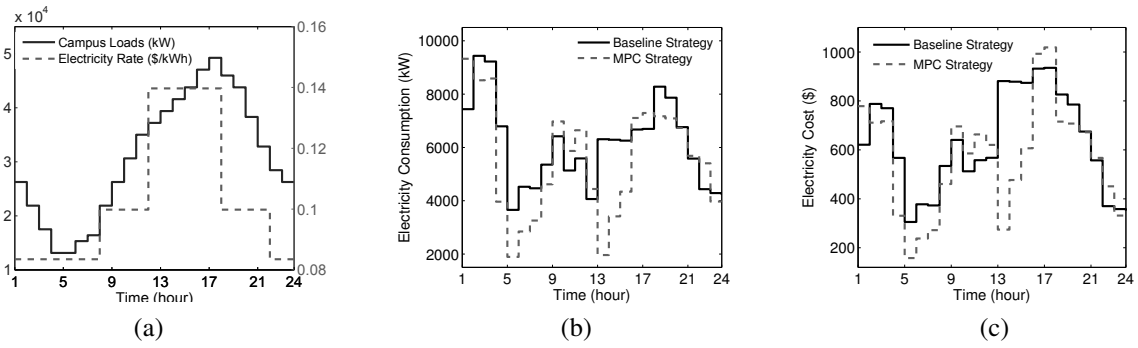 x 10⁴
0.16
5
Campus Loads (kW)
Electricity Rate ($/kWh)
0.14
4
0.12
3
0.1
2
1
0.08
1 5 9 13 17 21 24
Time (hour)
(a)
Electricity Consumption (kW)
10000
8000
6000
4000
2000
Baseline Strategy
MPC Strategy
1 5 9 13 17 21 24
Time (hour)
(b)
Electricity Cost ($)
1000
800
600
400
200
Baseline Strategy
MPC Strategy
1 5 9 13 17 21 24
Time (hour)
(c)